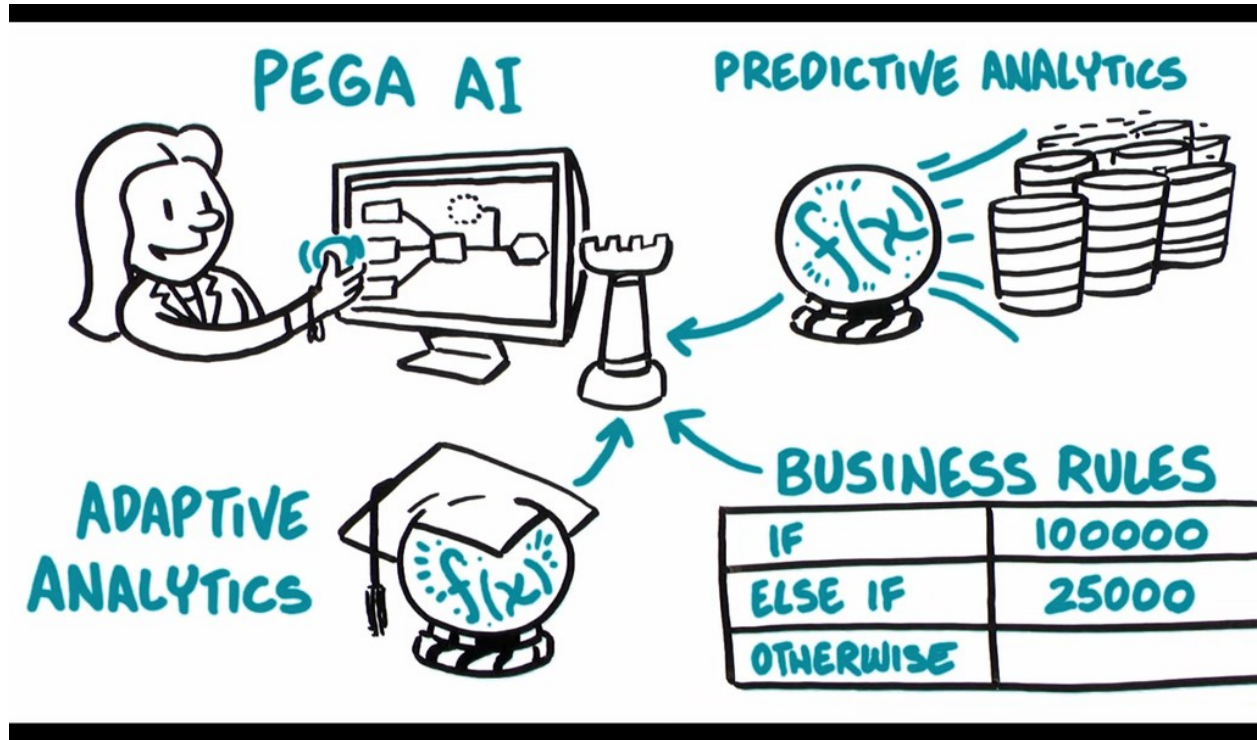 PEGA AI
PREDICTIVE ANALYTICS
f(x)
ADAPTIVE
ANALYTICS
f(x)
BUSINESS RULES
IF 100000
ELSE IF 25000
OTHERWISE